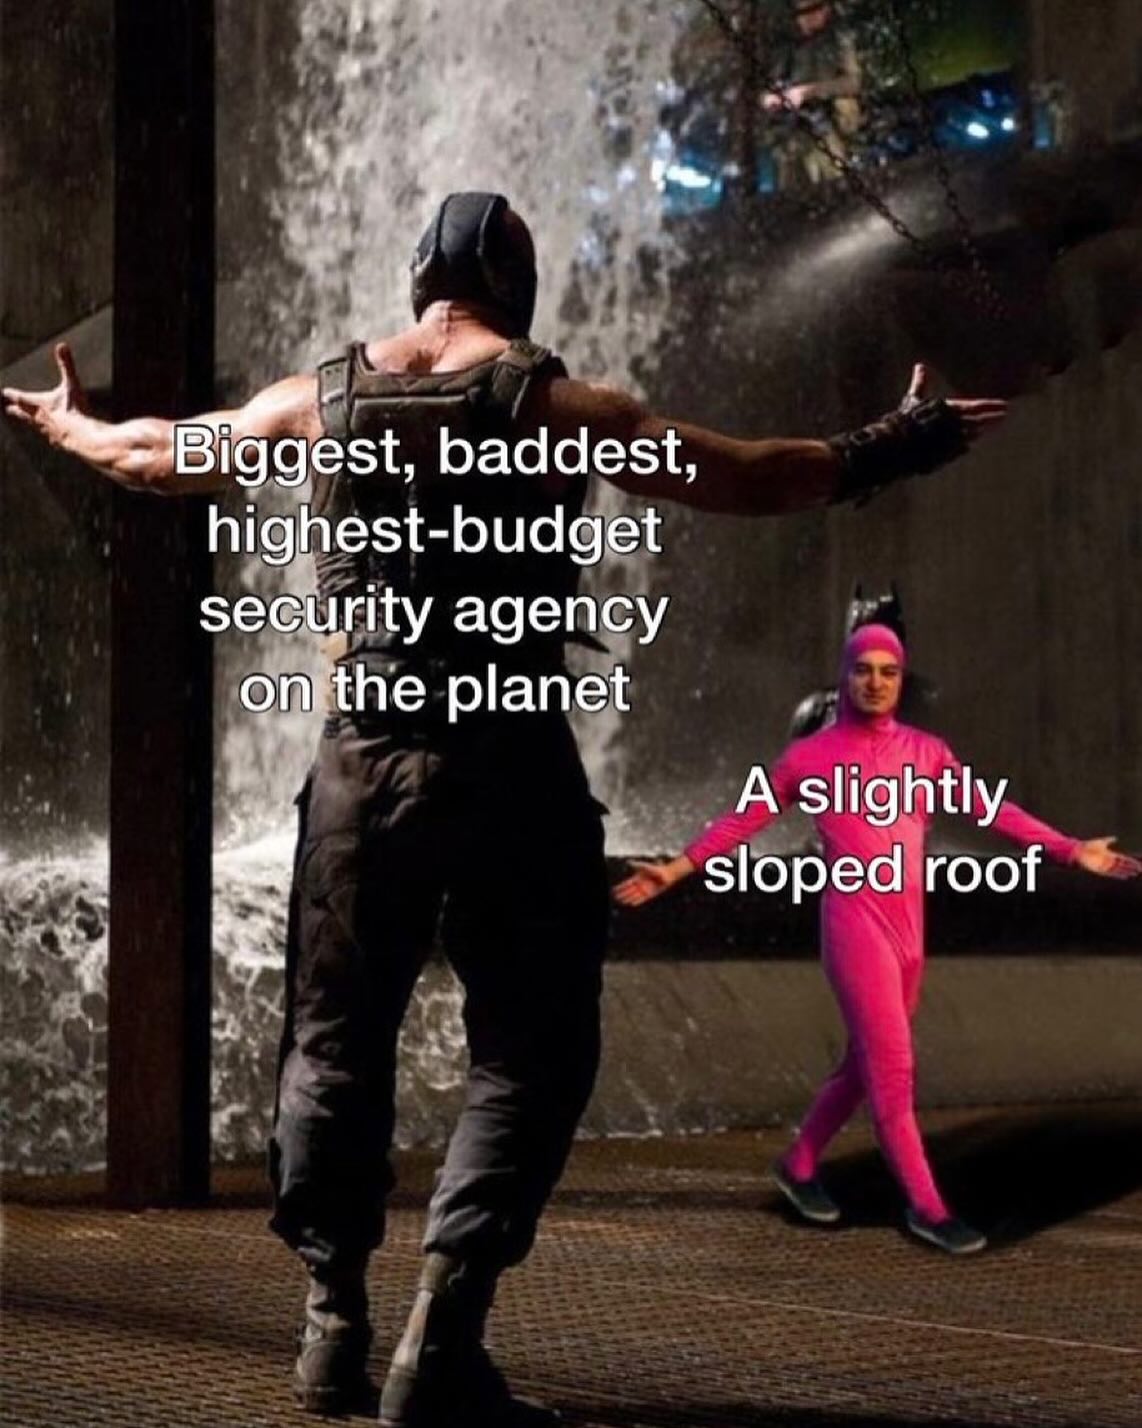 Biggest, baddest,
highest-budget
security agency
on the planet
A slightly
sloped roof